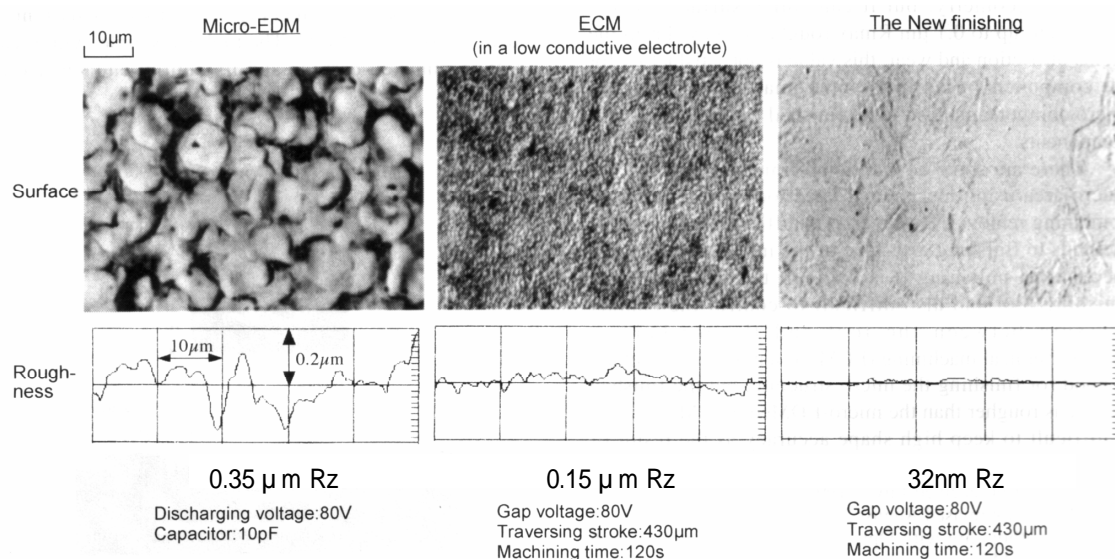 Micro-EDM
ECM
The New finishing
10µm
(in a low conductive electrolyte)
Surface
10µm
0.2µm
Rough-
ness
0.35 µ m Rz
0.15 µ m Rz
32nm Rz
Discharging voltage:80V
Capacitor:10pF
Gap voltage:80V
Traversing stroke:430µm
Machining time:120s
Gap voltage:80V
Traversing stroke:430µm
Machining time:120s